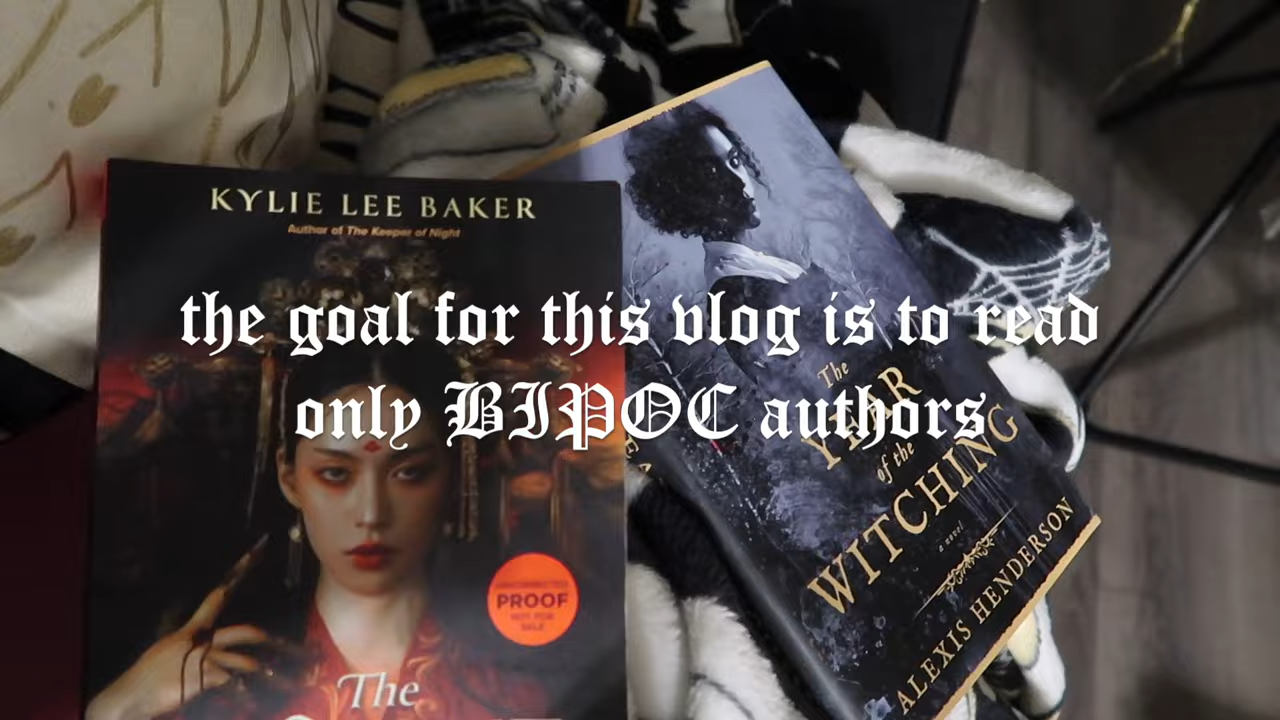 KYLIE LEE BAKER
Author of The Keeper of Night
the goal for this vlog is to read
only BIPOC authors
UNCORRECTED
PROOF
NOT FOR
SALE
The
The
YEAR
of the
WITCHING
a novel
ALEXIS HENDERSON